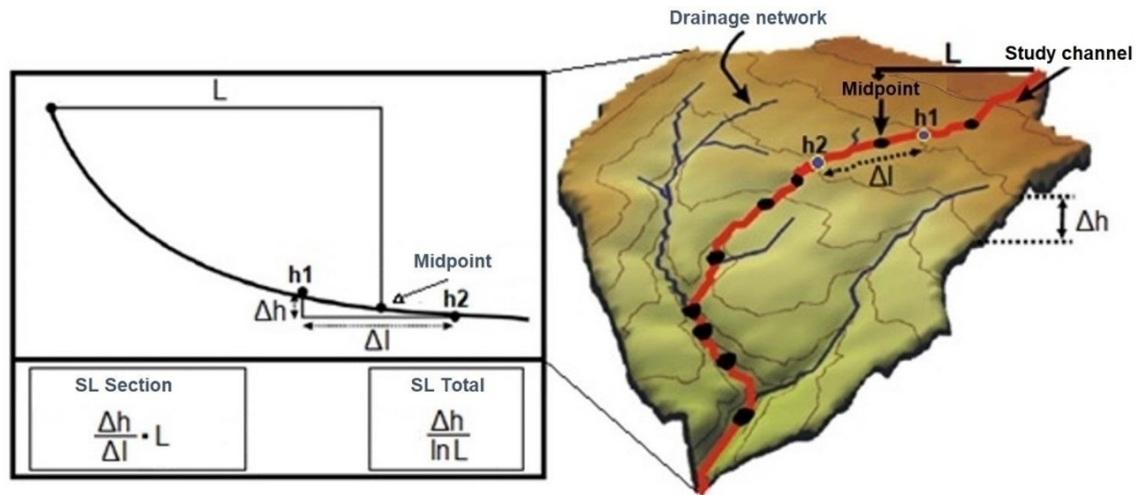 L
h1
Midpoint
h2
Δh
Δl
SL Section
Δh
Δl
• L
SL Total
Δh
ln L
Drainage network
L
Study channel
Midpoint
h1
h2
Δl
Δh